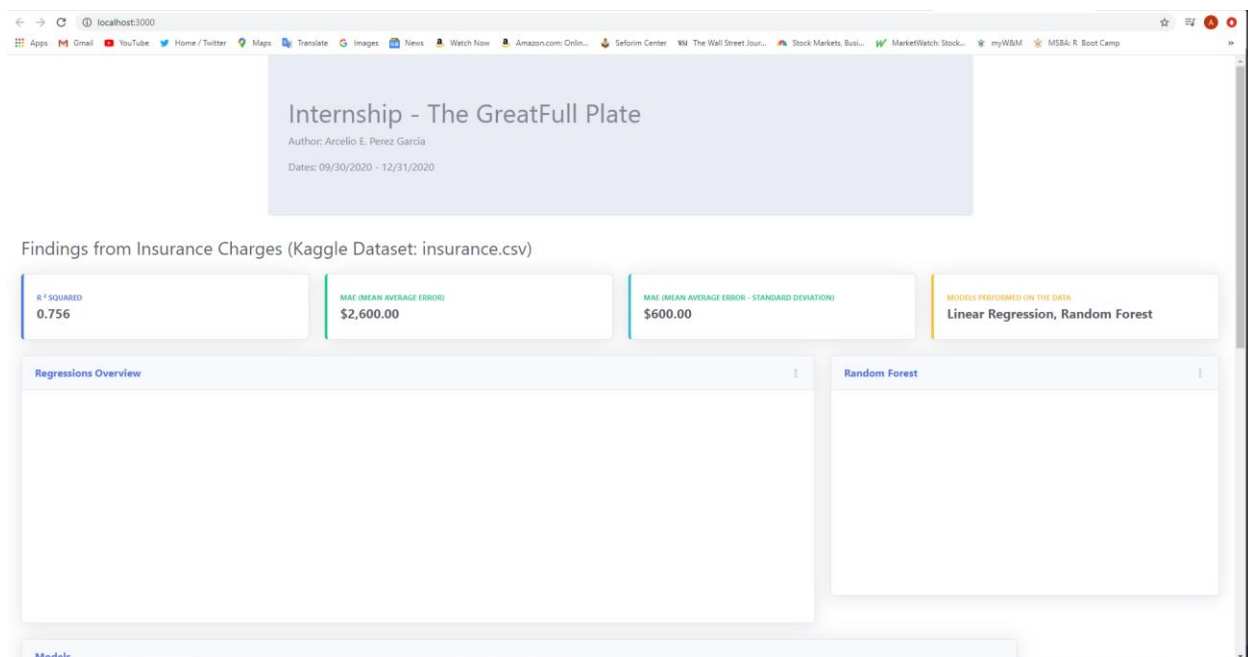 localhost:3000
Apps Gmail YouTube Home / Twitter Maps Translate Images News Watch Now Amazon.com: Onlin... Seforim Center WSJ The Wall Street Jour... Stock Markets, Busi... MarketWatch: Stock... myW&M MSBA: R Boot Camp »
Internship - The GreatFull Plate
Author: Arcelio E. Perez Garcia
Dates: 09/30/2020 - 12/31/2020
Findings from Insurance Charges (Kaggle Dataset: insurance.csv)
R ² SQUARED
0.756
MAE (MEAN AVERAGE ERROR)
$2,600.00
MAE (MEAN AVERAGE ERROR - STANDARD DEVIATION)
$600.00
MODELS PERFORMED ON THE DATA
Linear Regression, Random Forest
Regressions Overview
Random Forest
Models